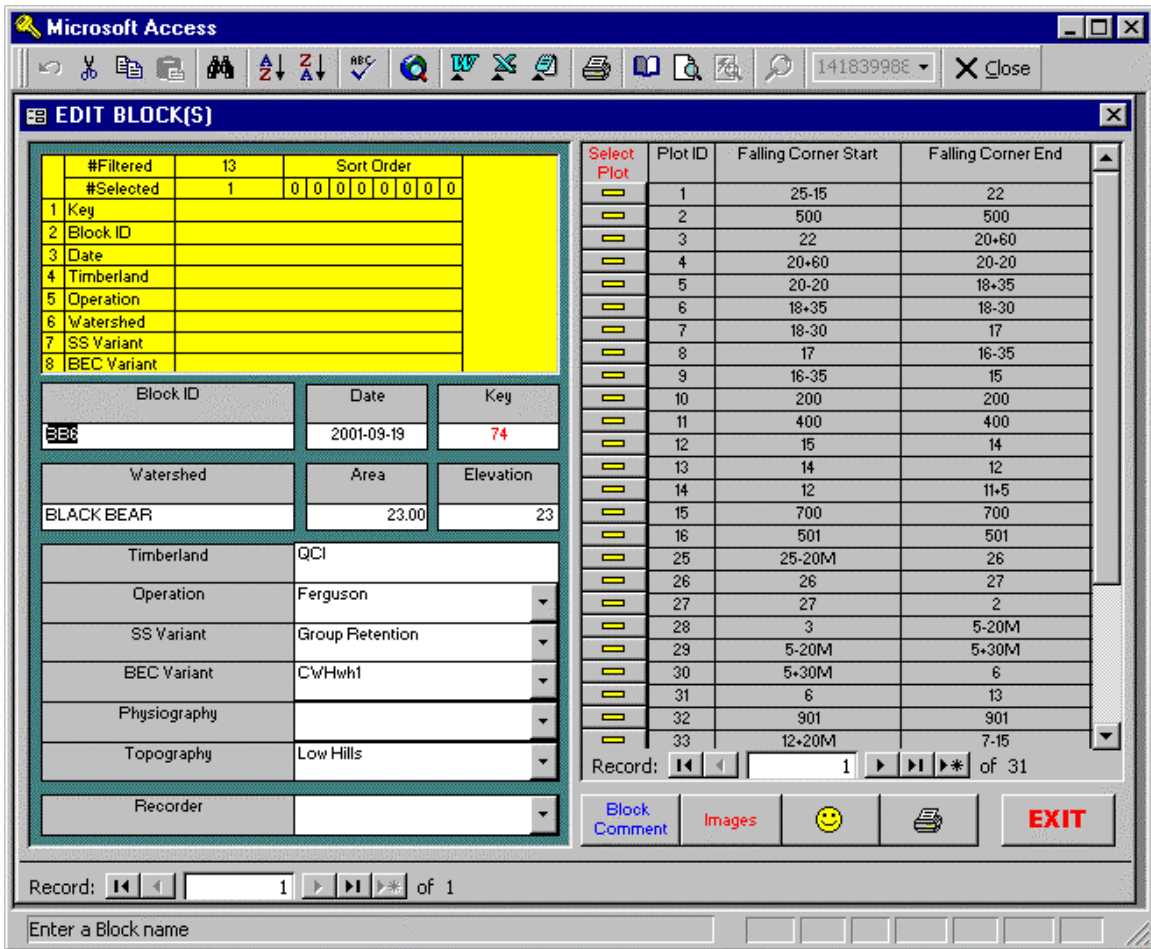 Microsoft Access
ABC
141839988
Close
EDIT BLOCK(S)
#Filtered 13 Sort Order
#Selected 1 0 0 0 0 0 0 0 0
1 Key
2 Block ID
3 Date
4 Timberland
5 Operation
6 Watershed
7 SS Variant
8 BEC Variant
Block ID Date Key
BB6 2001-09-19 74
Watershed Area Elevation
BLACK BEAR 23.00 23
Timberland QCI
Operation Ferguson
SS Variant Group Retention
BEC Variant CWHwh1
Physiography
Topography Low Hills
Recorder
Select Plot Plot ID Falling Corner Start Falling Corner End
1 25-15 22
2 500 500
3 22 20+60
4 20+60 20-20
5 20-20 18+35
6 18+35 18-30
7 18-30 17
8 17 16-35
9 16-35 15
10 200 200
11 400 400
12 15 14
13 14 12
14 12 11+5
15 700 700
16 501 501
25 25-20M 26
26 26 27
27 27 2
28 3 5-20M
29 5-20M 5+30M
30 5+30M 6
31 6 13
32 901 901
33 12+20M 7-15
Record: 1 of 31
Block Comment Images EXIT
Record: 1 of 1
Enter a Block name